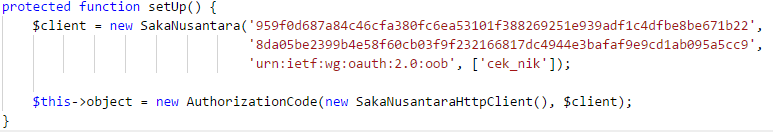 protected function setUp() {
$client = new SakaNusantara('959f0d687a84c46cfa380fc6ea53101f388269251e939adf1c4dfbe8be671b22',
'8da05be2399b4e58f60cb03f9f232166817dc4944e3bafaf9e9cd1ab095a5cc9',
'urn:ietf:wg:oauth:2.0:oob', ['cek_nik']);
$this->object = new AuthorizationCode(new SakaNusantaraHttpClient(), $client);
}